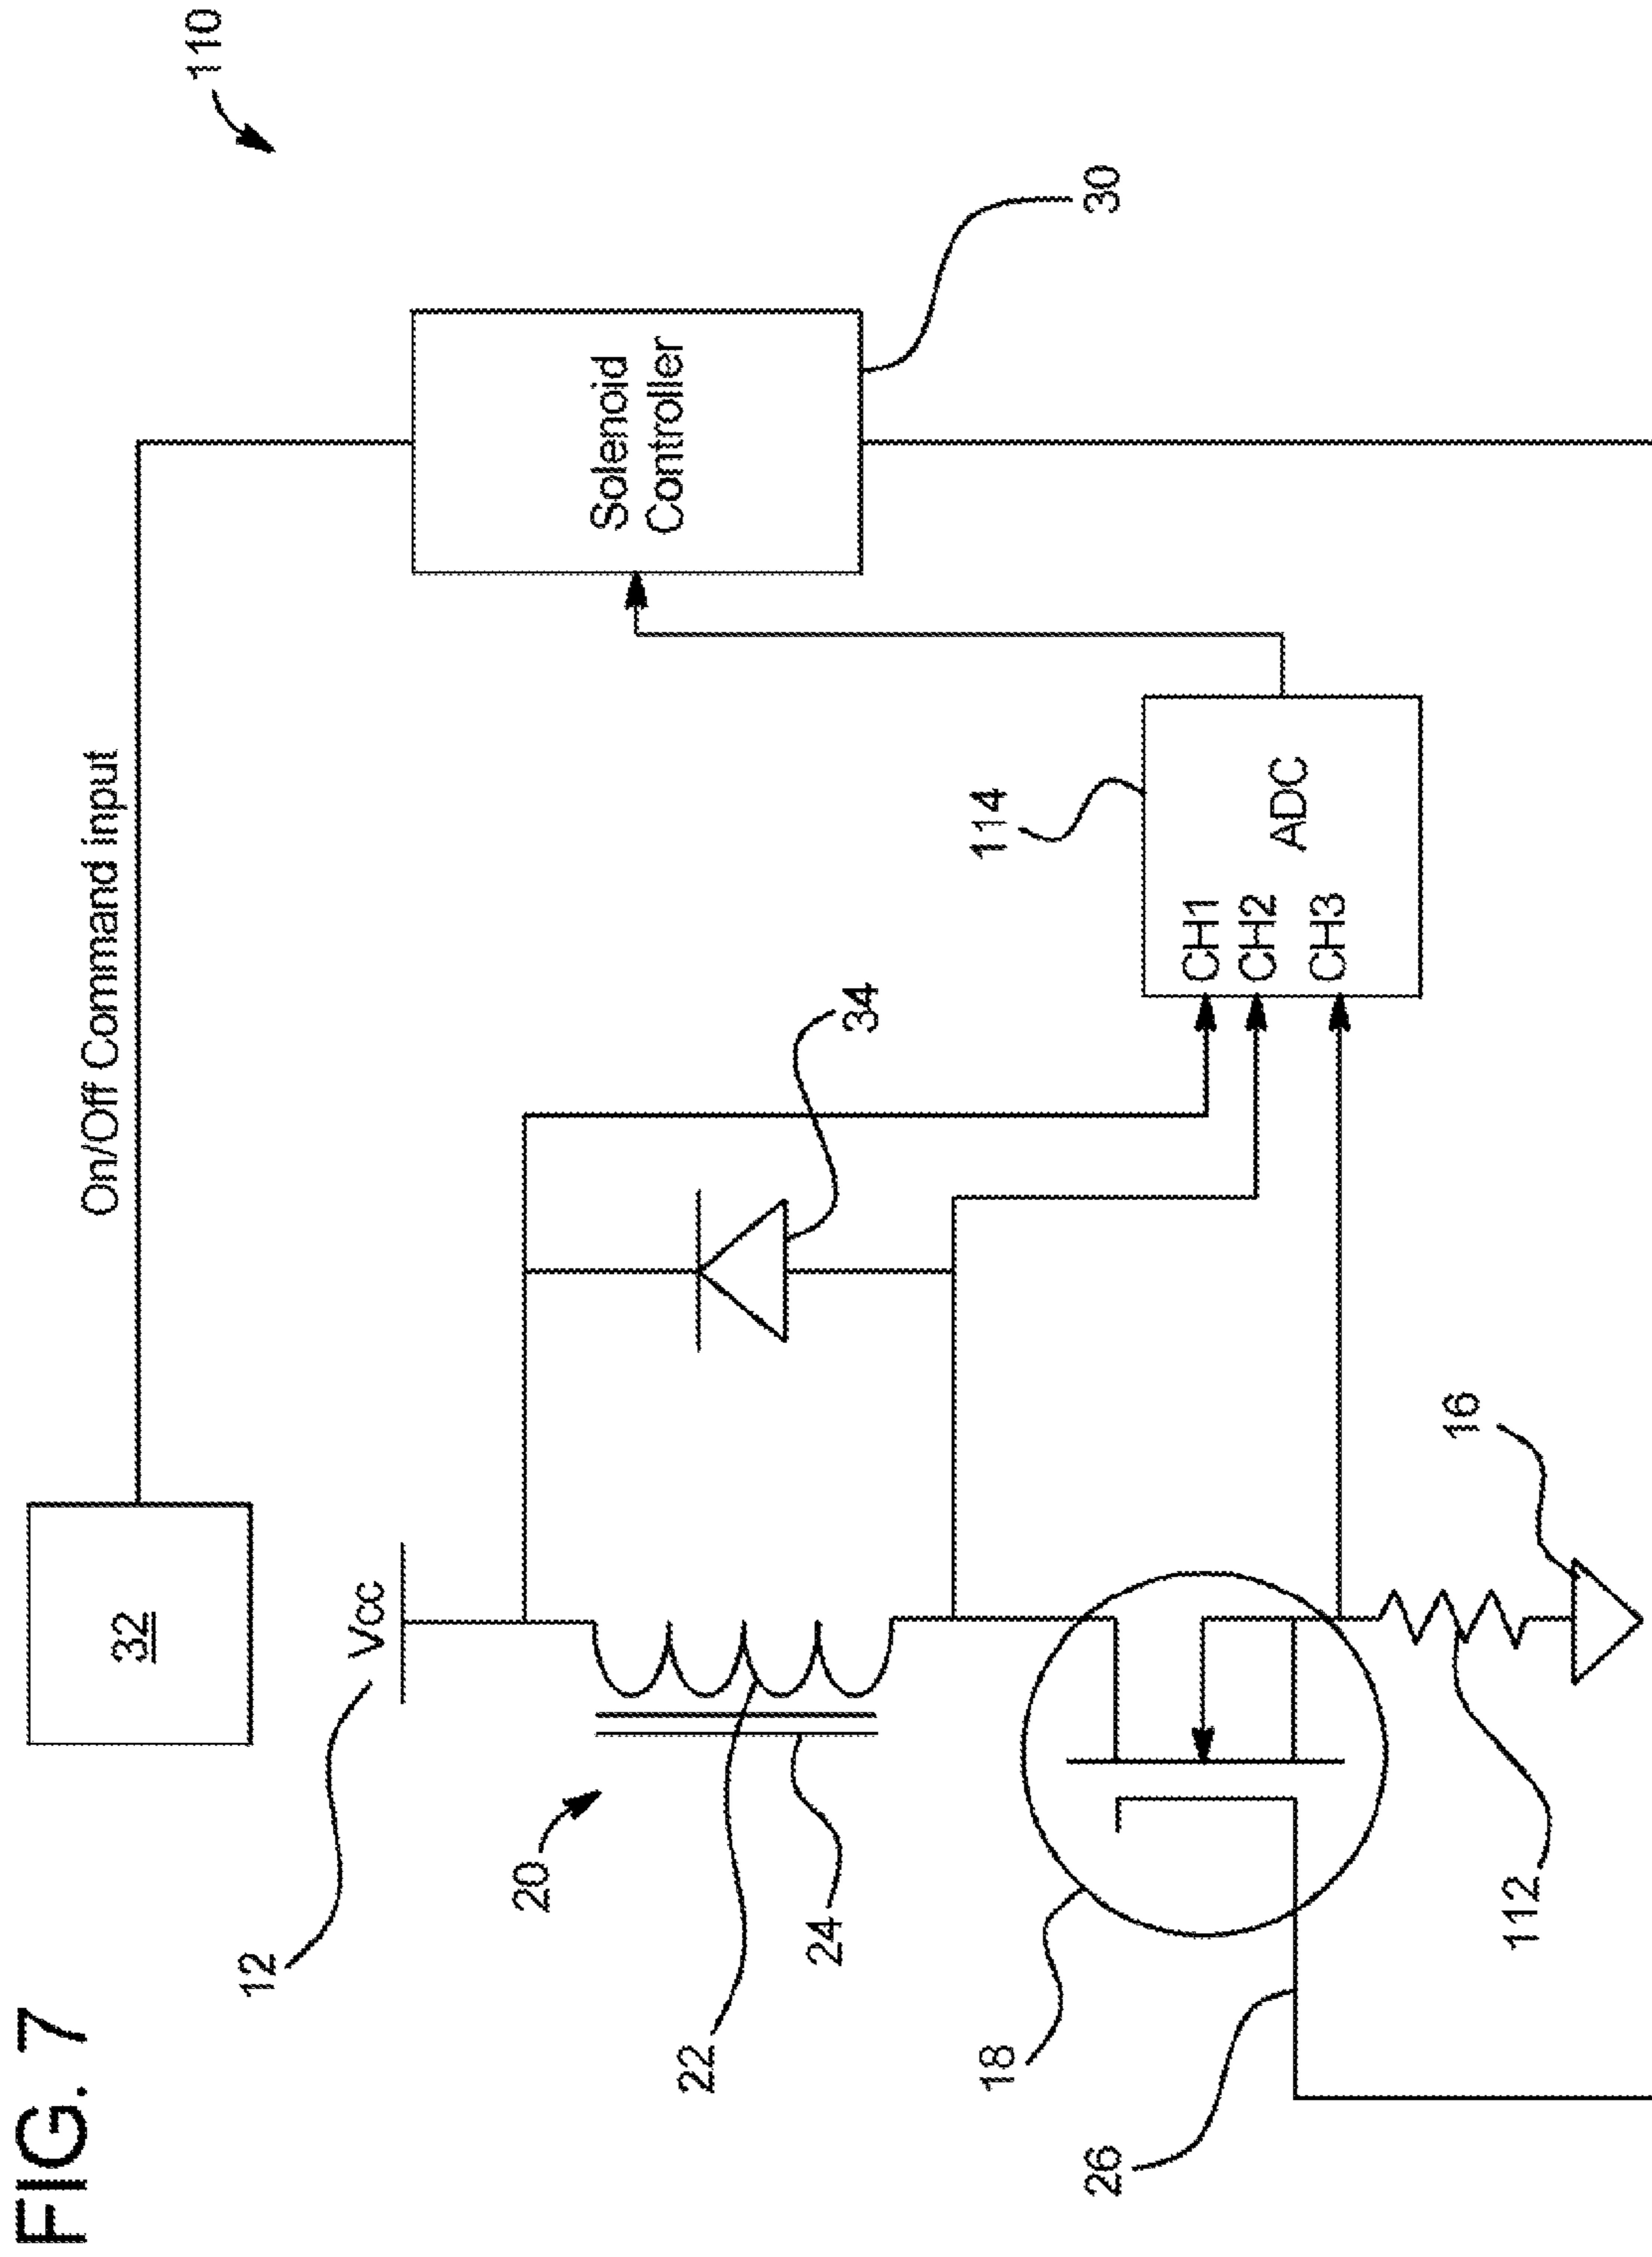 FIG. 7
110
32
On/Off Command input
12
Vcc
20
22
24
34
Solenoid
Controller
30
114
CH1
CH2
CH3
ADC
18
26
112
16